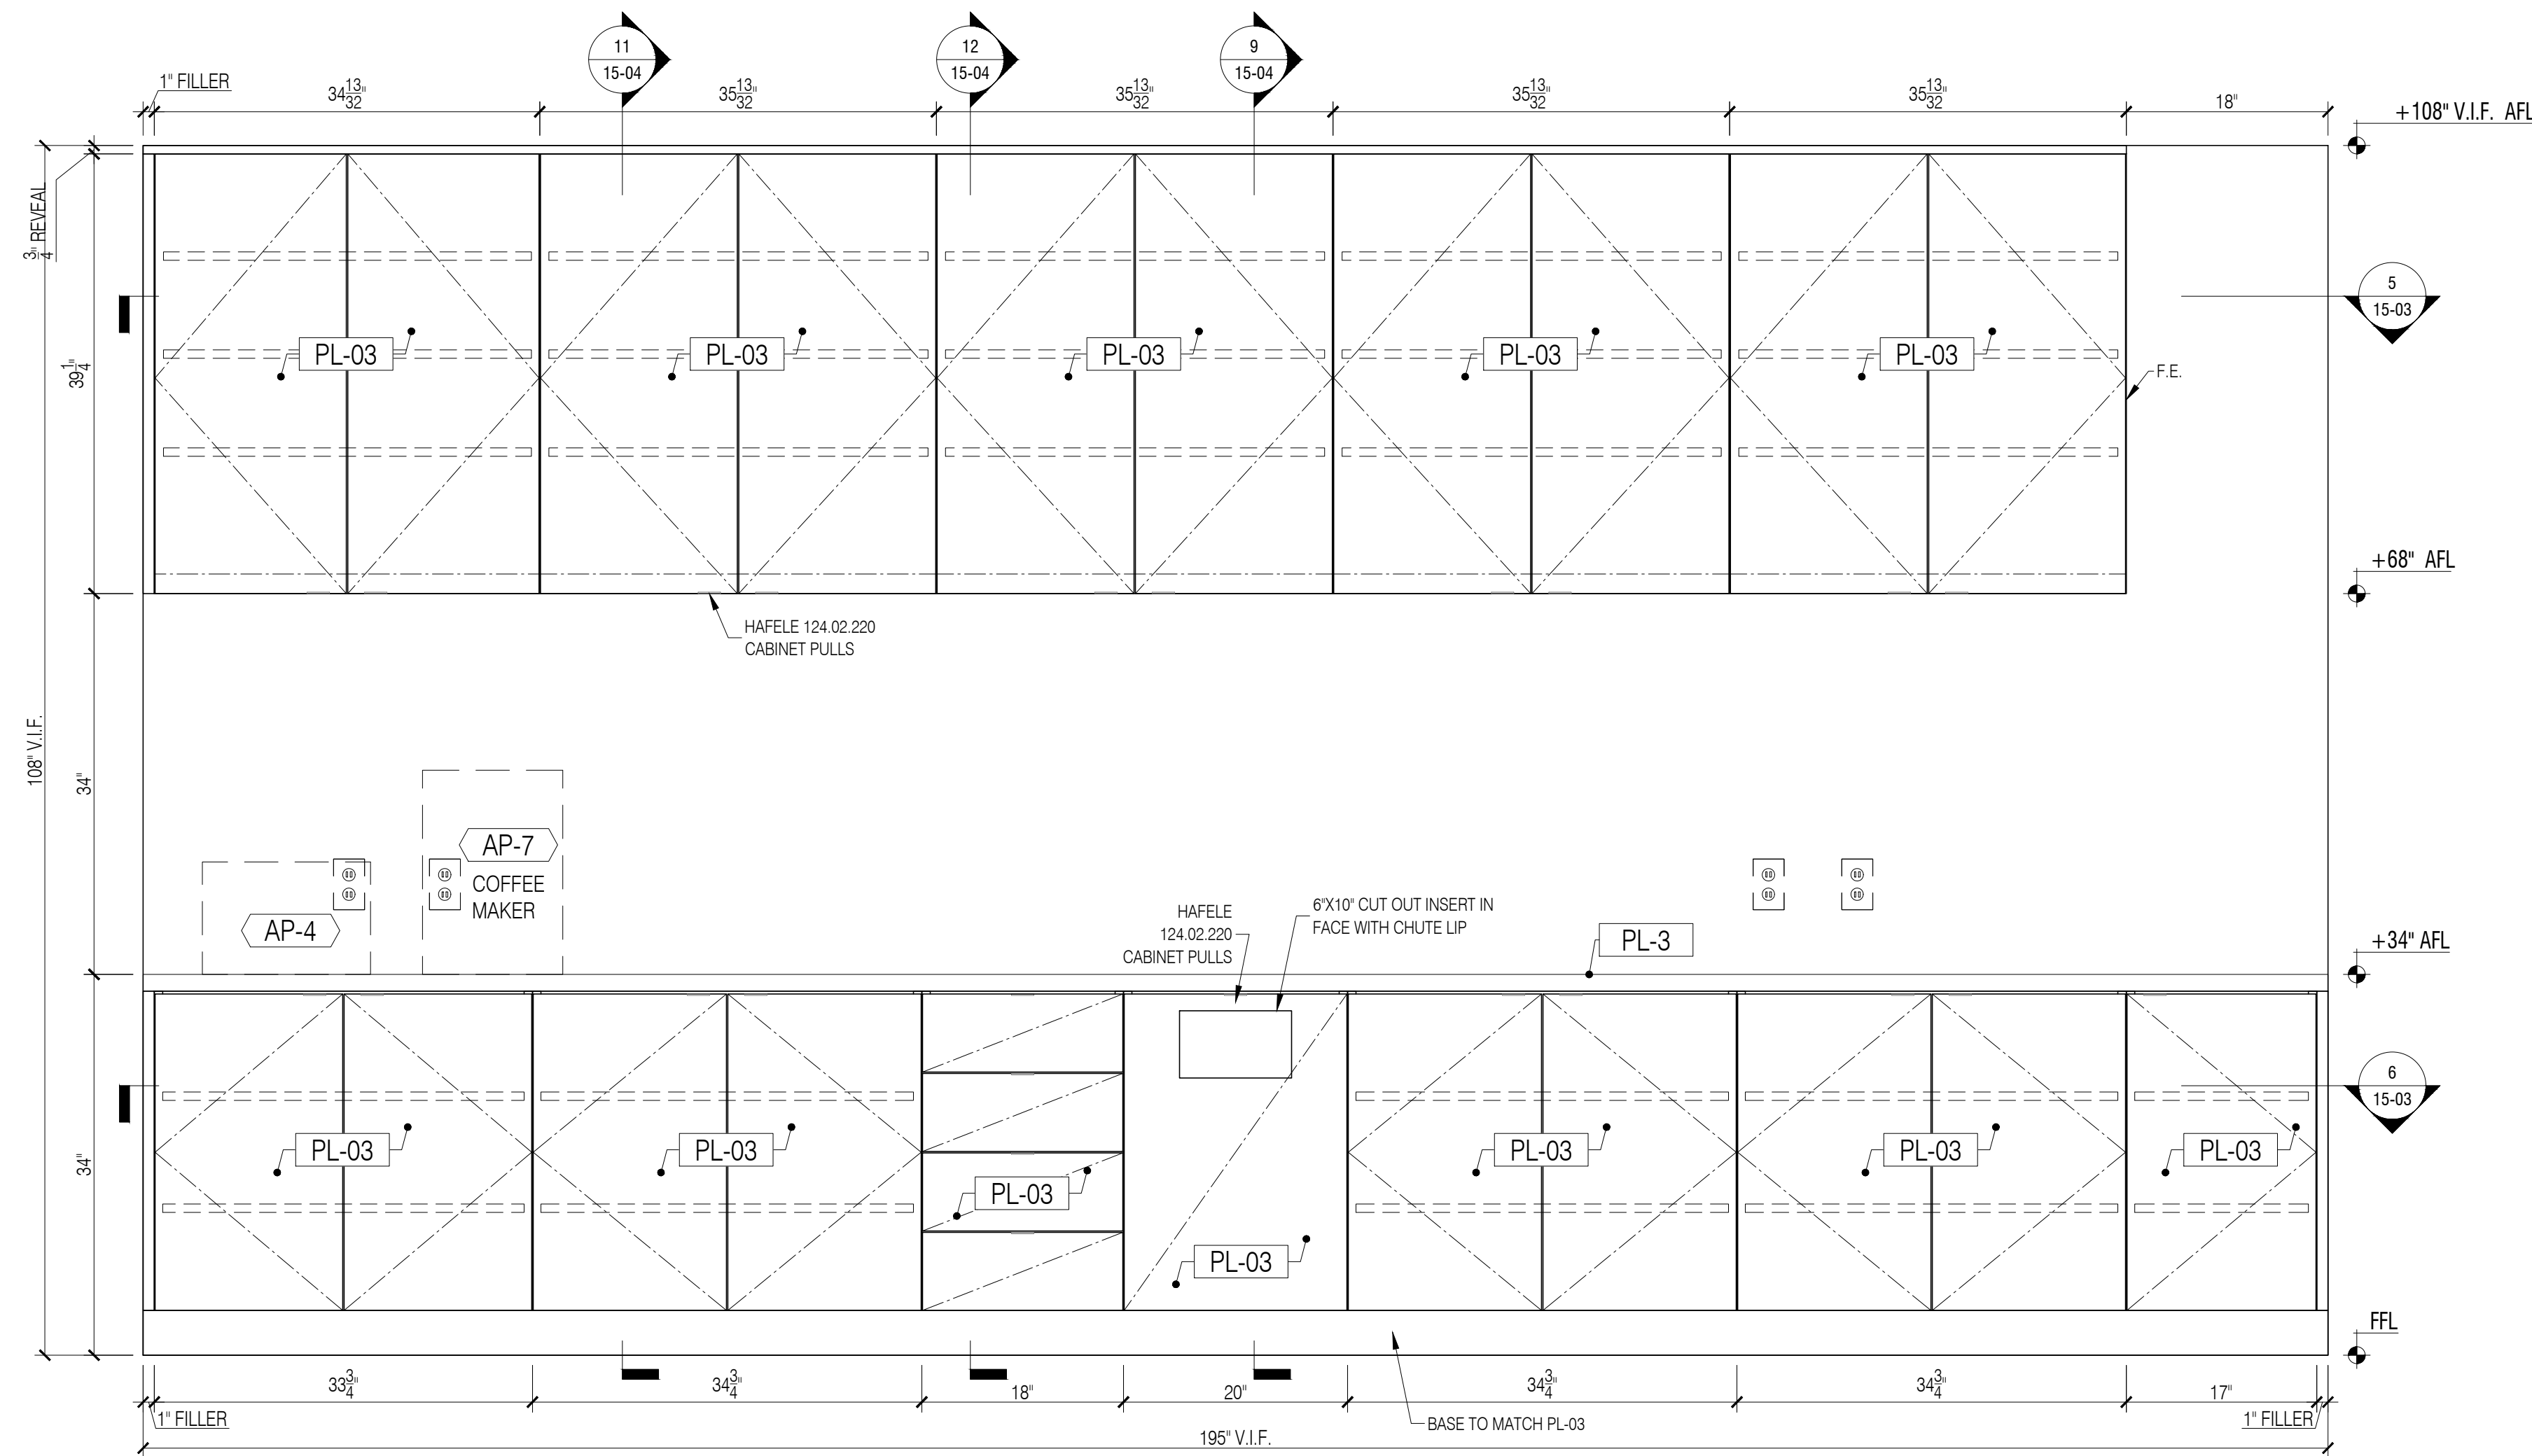 11
15-04
12
15-04
9
15-04
1" FILLER
34 13/32"
35 13/32"
35 13/32"
35 13/32"
35 13/32"
18"
+108" V.I.F. AFL
3/4" REVEAL
5
15-03
PL-03
PL-03
PL-03
PL-03
PL-03
39 1/4"
F.E.
+68" AFL
HAFELE 124.02.220
CABINET PULLS
108" V.I.F.
34"
AP-7
COFFEE
MAKER
AP-4
HAFELE
124.02.220
CABINET PULLS
6"X10" CUT OUT INSERT IN
FACE WITH CHUTE LIP
PL-3
+34" AFL
6
15-03
34"
PL-03
PL-03
PL-03
PL-03
PL-03
PL-03
PL-03
FFL
33 3/4"
34 3/4"
18"
20"
34 3/4"
34 3/4"
17"
1" FILLER
BASE TO MATCH PL-03
1" FILLER
195" V.I.F.